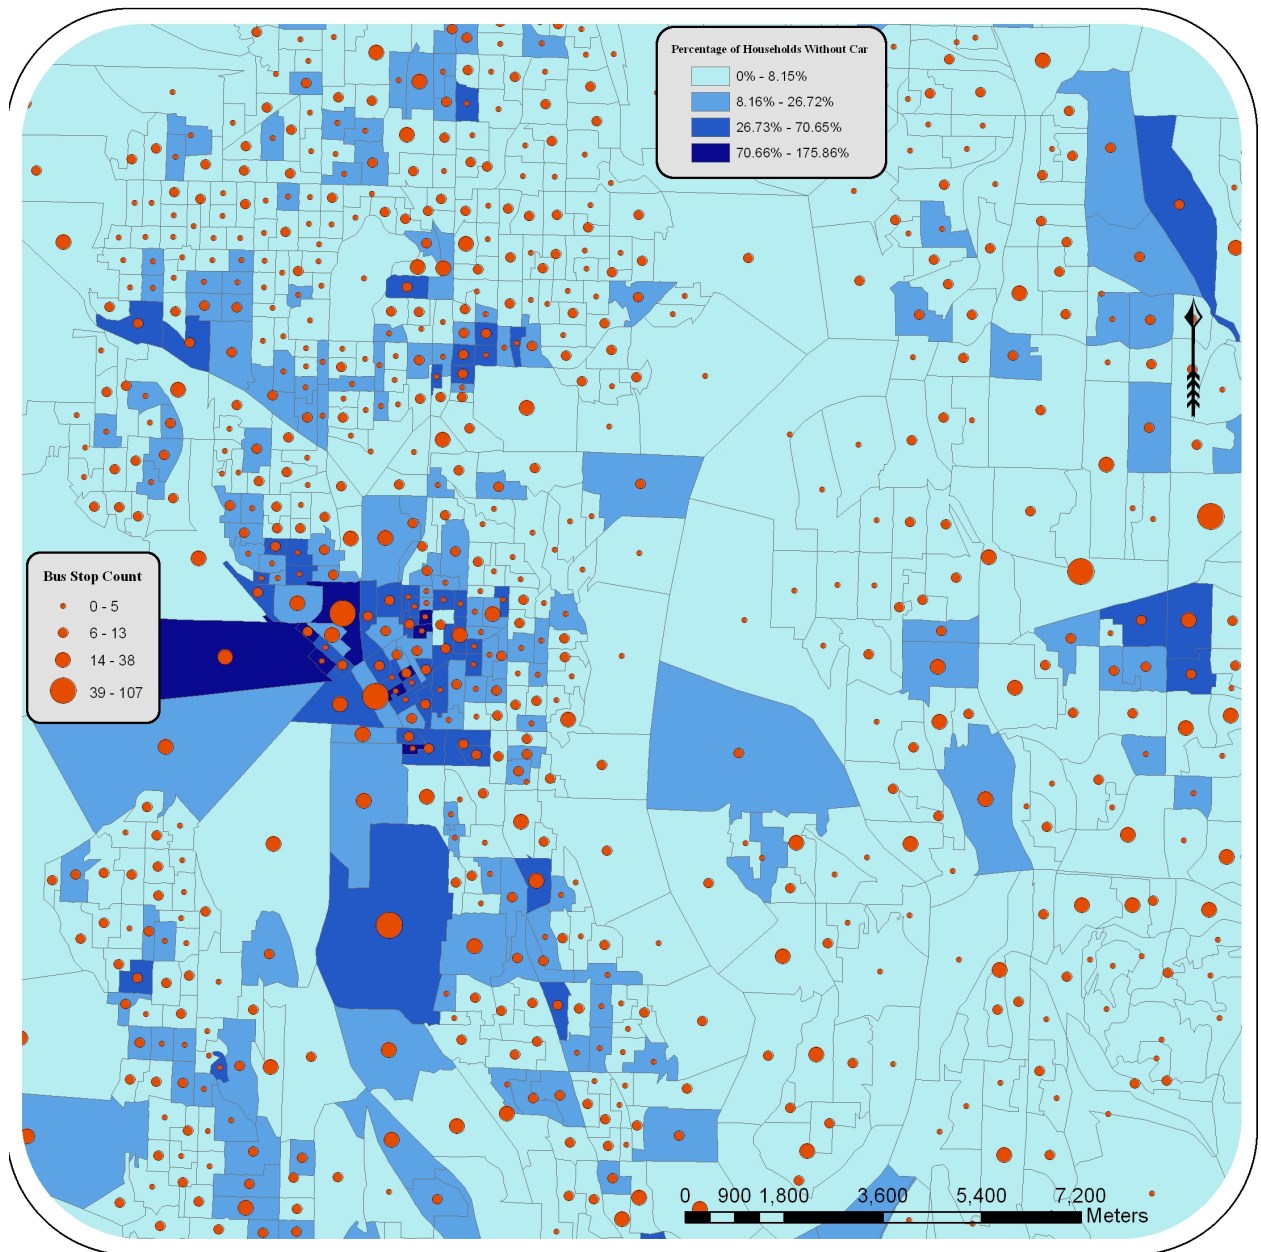 Percentage of Households Without Car
0% - 8.15%
8.16% - 26.72%
26.73% - 70.65%
70.66% - 175.86%
Bus Stop Count
0 - 5
6 - 13
14 - 38
39 - 107
0 900 1,800 3,600 5,400 7,200
Meters